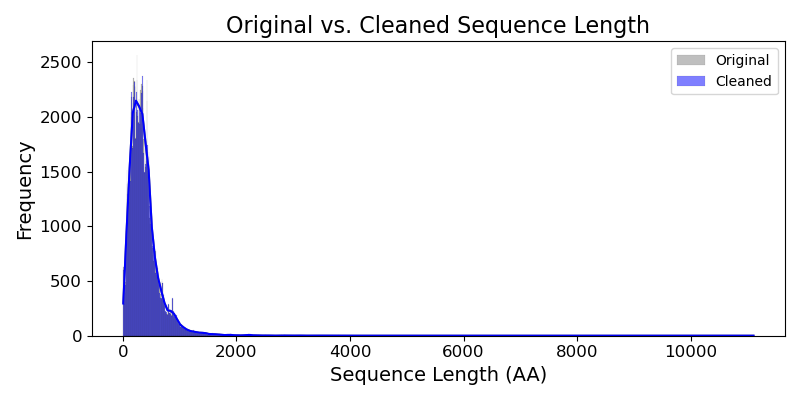 Original vs. Cleaned Sequence Length
Original
Cleaned
Frequency
2500
2000
1500
1000
500
0
0 2000 4000 6000 8000 10000
Sequence Length (AA)